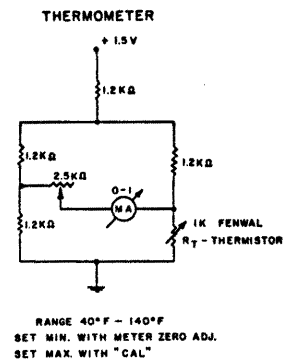 THERMOMETER
+ 1.5V
1.2KΩ
1.2KΩ
1.2KΩ
2.5KΩ
0-1
MA
1.2KΩ
1K FENWAL
RT - THERMISTOR
RANGE 40°F - 140°F
SET MIN. WITH METER ZERO ADJ.
SET MAX. WITH "CAL"